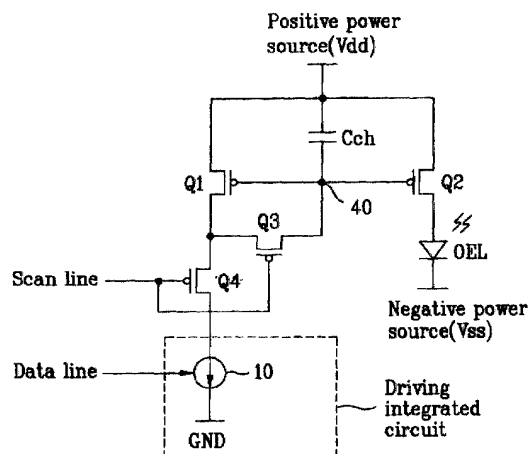 Positive power
source(Vdd)
Cch
Q1
Q2
40
Q3
OEL
Scan line
Q4
Negative power
source(Vss)
Data line
10
Driving
integrated
circuit
GND